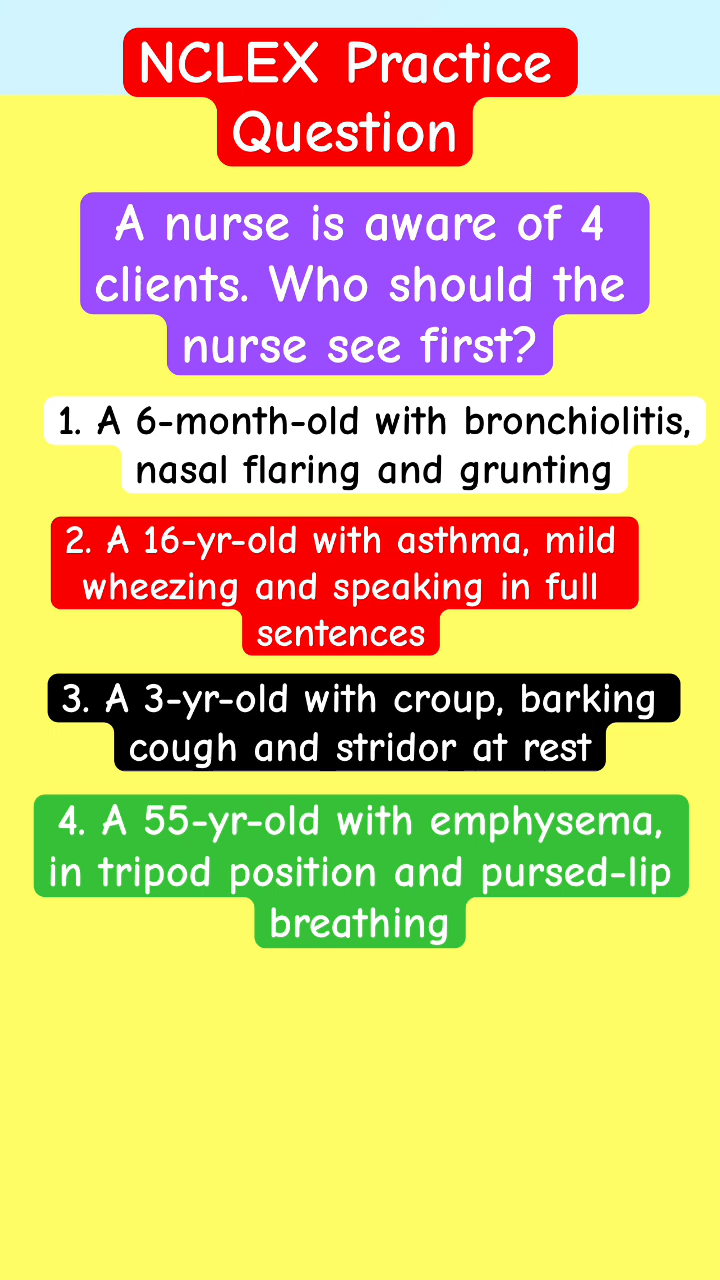 NCLEX Practice
Question
A nurse is aware of 4
clients. Who should the
nurse see first?
1. A 6-month-old with bronchiolitis,
nasal flaring and grunting
2. A 16-yr-old with asthma, mild
wheezing and speaking in full
sentences
3. A 3-yr-old with croup, barking
cough and stridor at rest
4. A 55-yr-old with emphysema,
in tripod position and pursed-lip
breathing